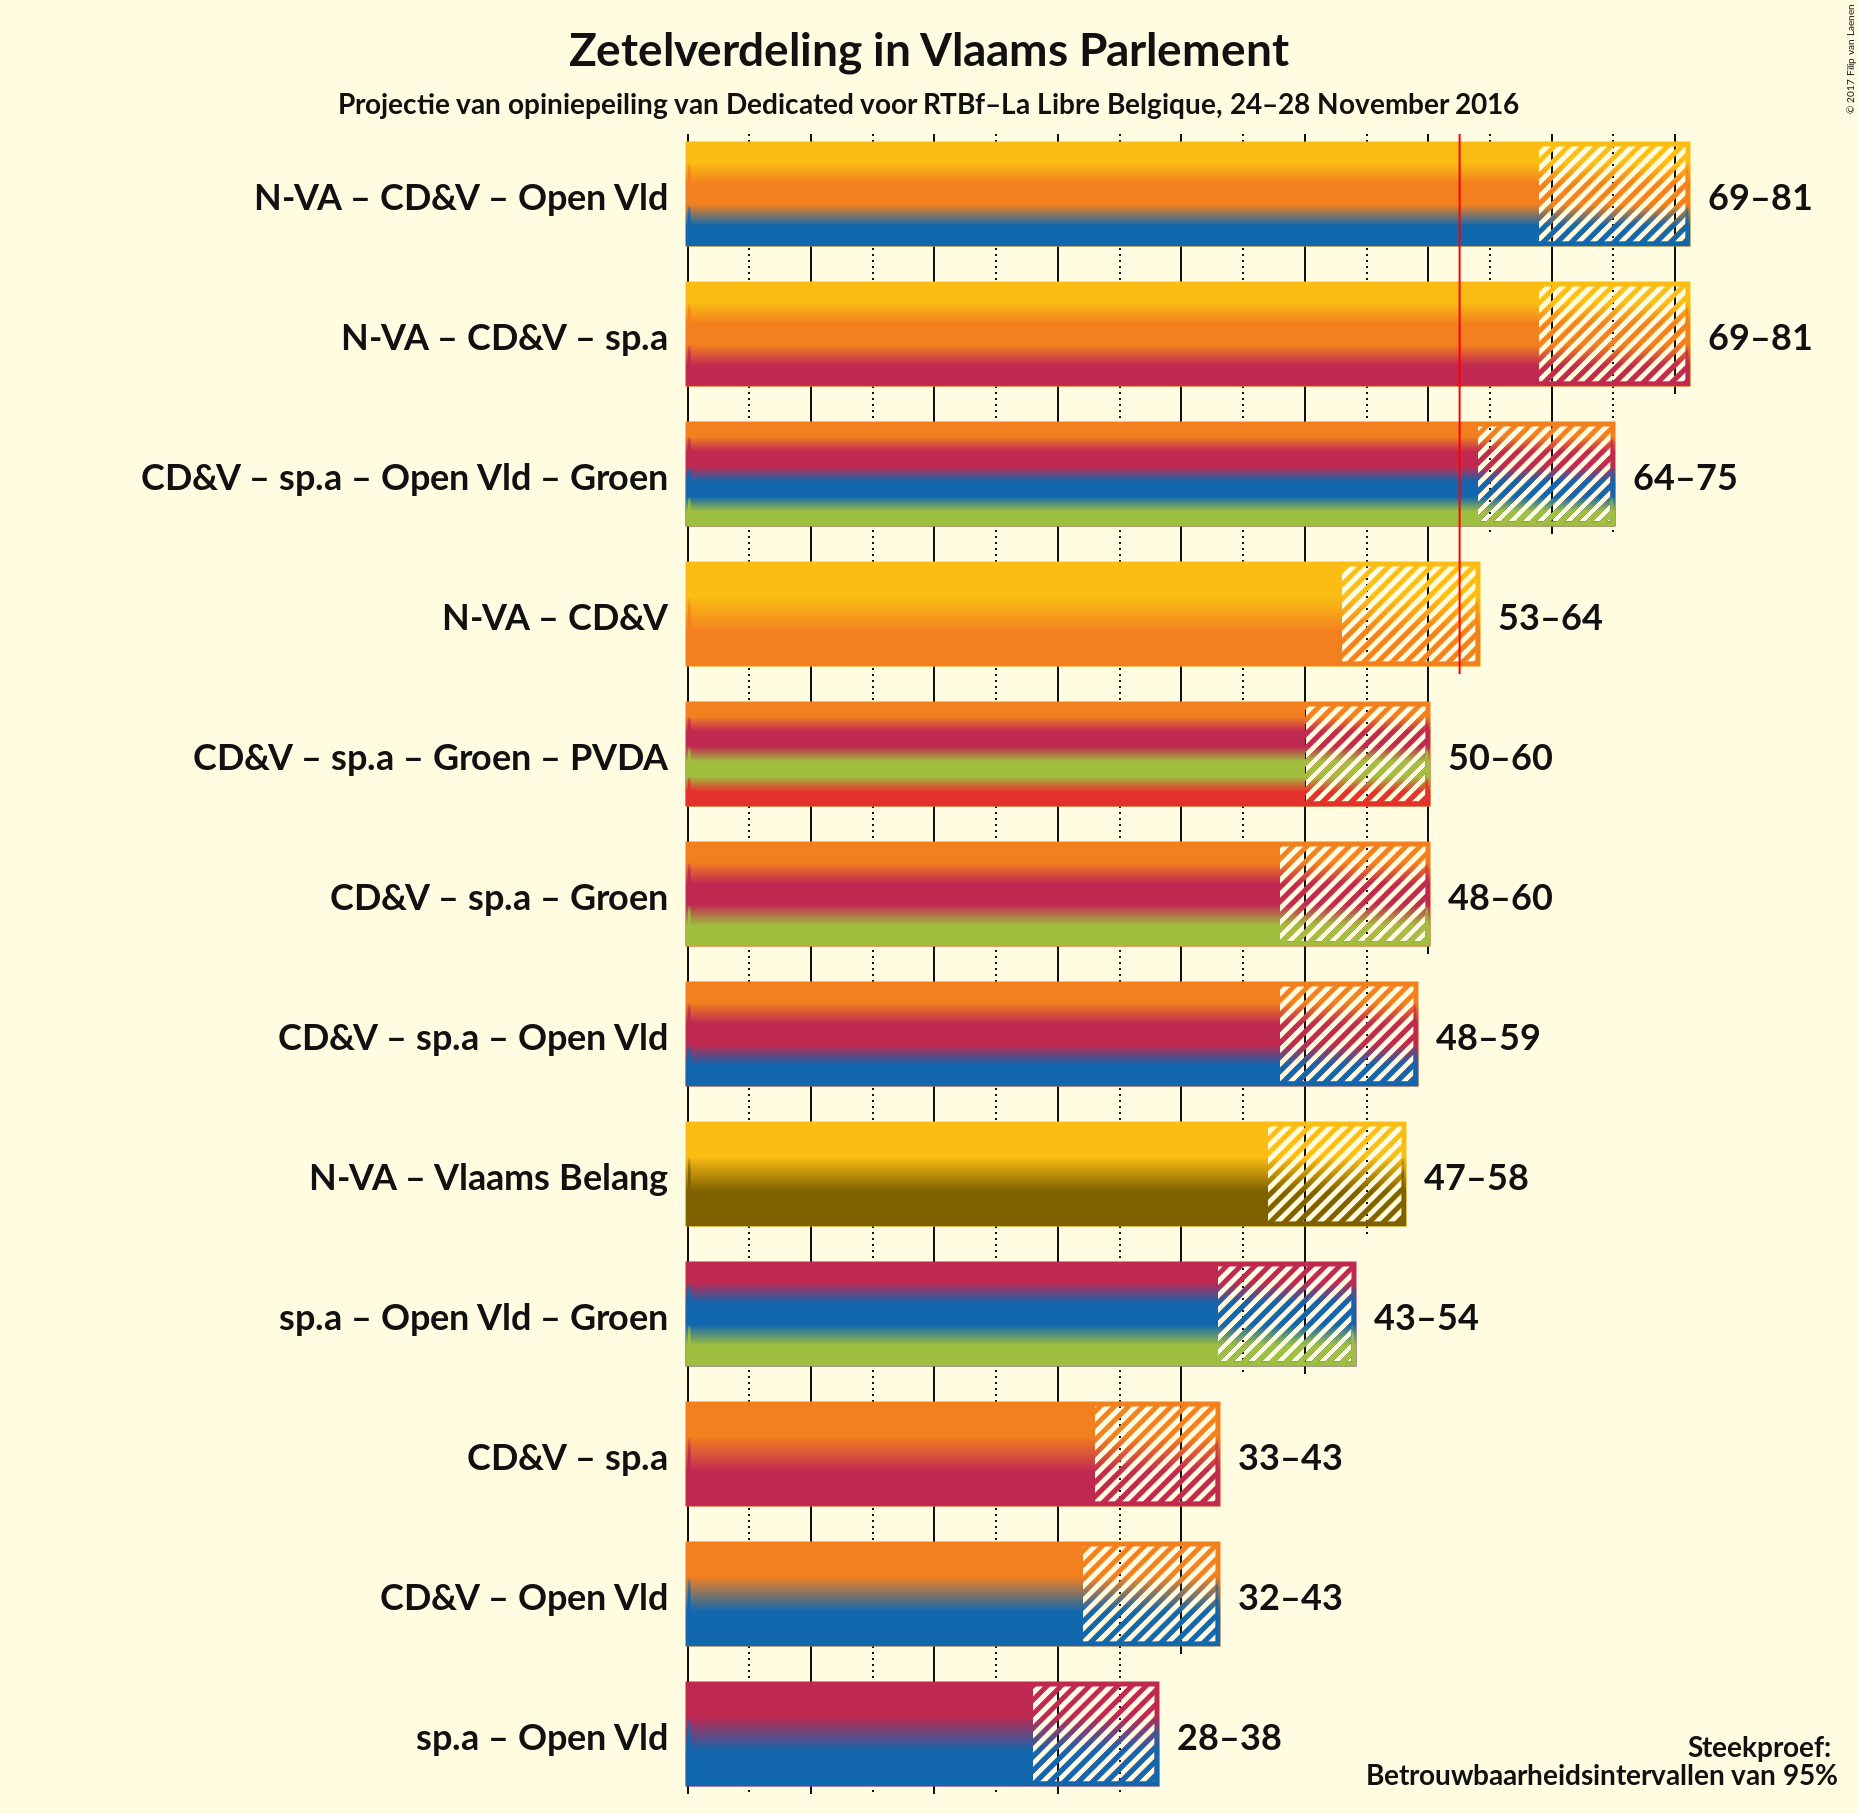 Zetelverdeling in Vlaams Parlement
Projectie van opiniepeiling van Dedicated voor RTBf–La Libre Belgique, 24–28 November 2016
© 2017 Filip van Laenen
N-VA – CD&V – Open Vld 69–81
N-VA – CD&V – sp.a 69–81
CD&V – sp.a – Open Vld – Groen 64–75
N-VA – CD&V 53–64
CD&V – sp.a – Groen – PVDA 50–60
CD&V – sp.a – Groen 48–60
CD&V – sp.a – Open Vld 48–59
N-VA – Vlaams Belang 47–58
sp.a – Open Vld – Groen 43–54
CD&V – sp.a 33–43
CD&V – Open Vld 32–43
sp.a – Open Vld 28–38
Steekproef:
Betrouwbaarheidsintervallen van 95%